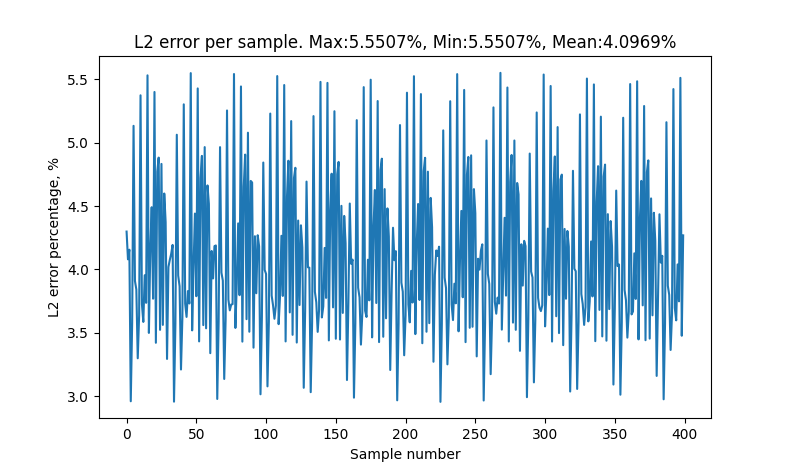 L2 error per sample. Max:5.5507%, Min:5.5507%, Mean:4.0969%
L2 error percentage, %
5.5
5.0
4.5
4.0
3.5
3.0
0 50 100 150 200 250 300 350 400
Sample number